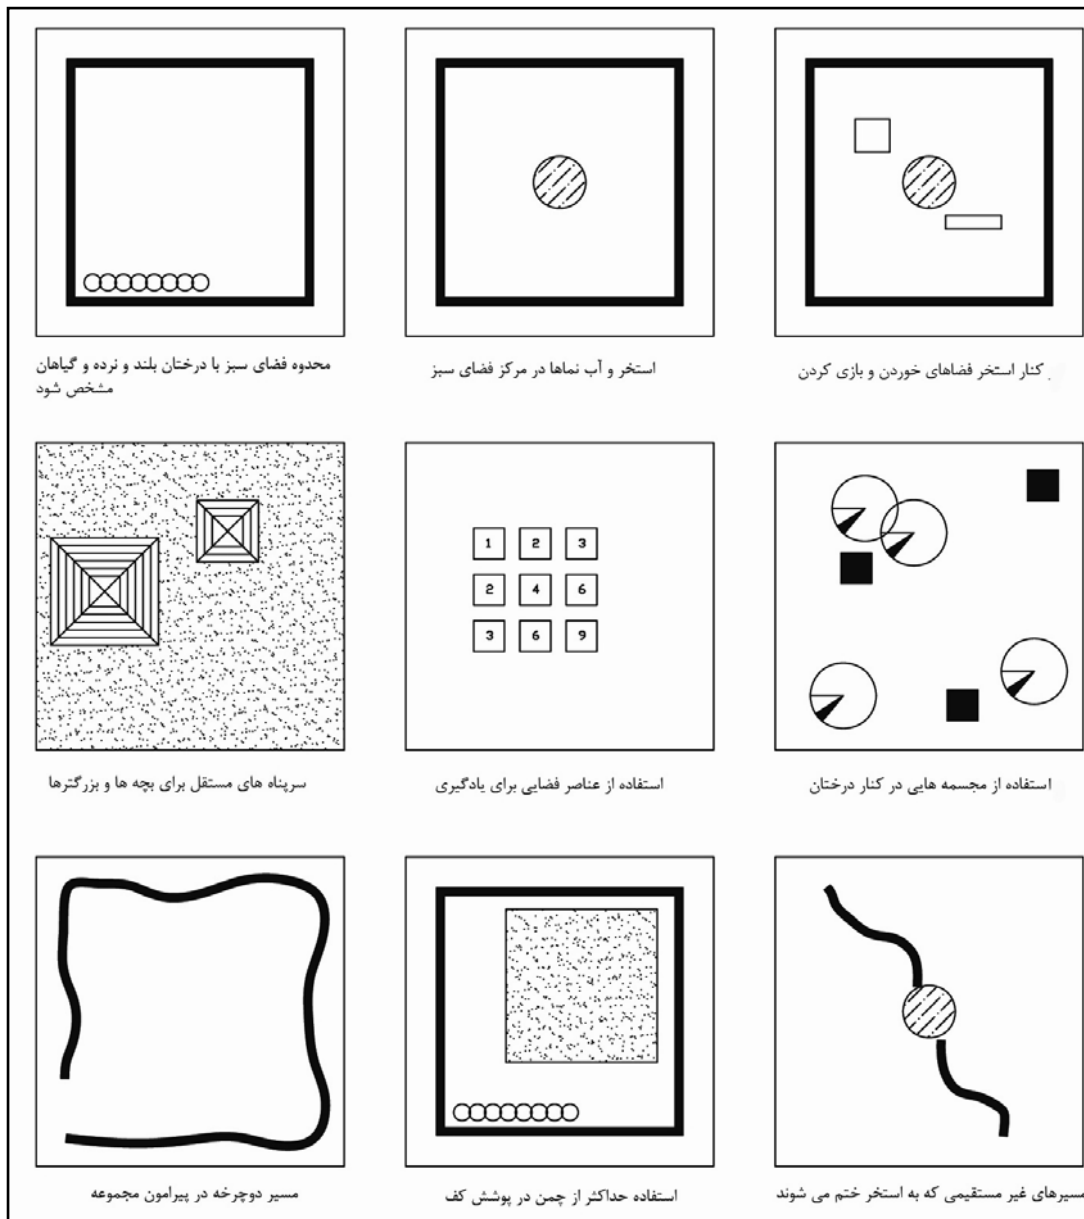 کنار استخر فضاهای خوردن و بازی کردن
استخر و آب نماها در مرکز فضای سبز
محدوده فضای سبز با درختان بلند و نرده و گیاهان
مشخص شود
استفاده از مجسمه هایی در کنار درختان
1 2 3
2 4 6
3 6 9
استفاده از عناصر فضایی برای یادگیری
سرپناه های مستقل برای بچه ها و بزرگترها
مسیرهای غیر مستقیمی که به استخر ختم می شوند
استفاده حداکثر از چمن در پوشش کف
مسیر دوچرخه در پیرامون مجموعه